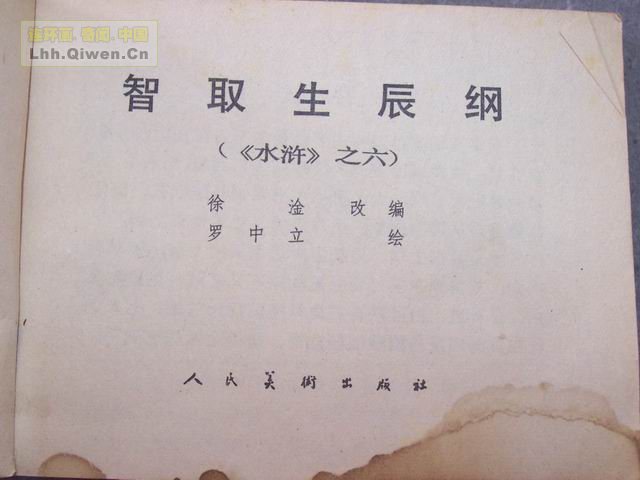 连环画.奇闻.中国
Lhh.Qiwen.Cn
智取生辰纲
(《水浒》之六)
徐淦 改编
罗中立 绘
人民美术出版社